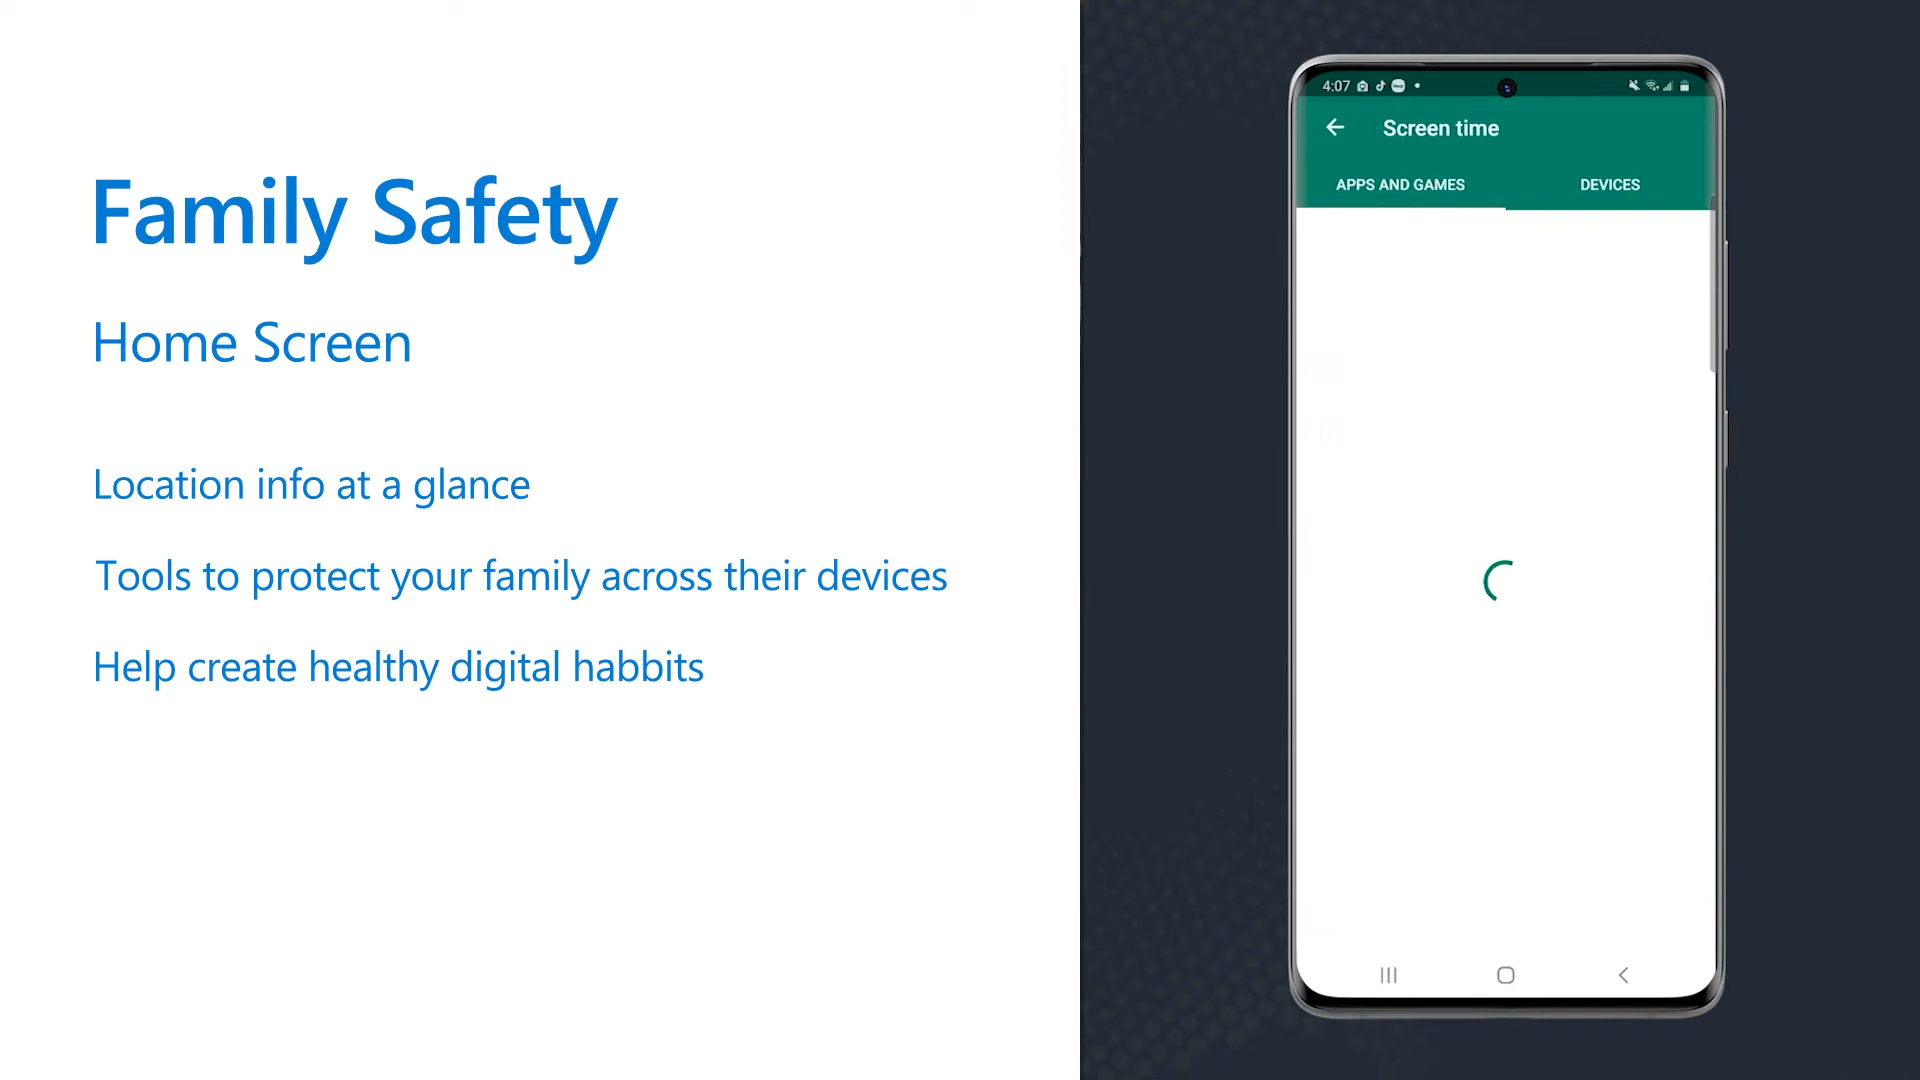 Family Safety
Home Screen
Location info at a glance
Tools to protect your family across their devices
Help create healthy digital habbits
4:07
Screen time
APPS AND GAMES
DEVICES